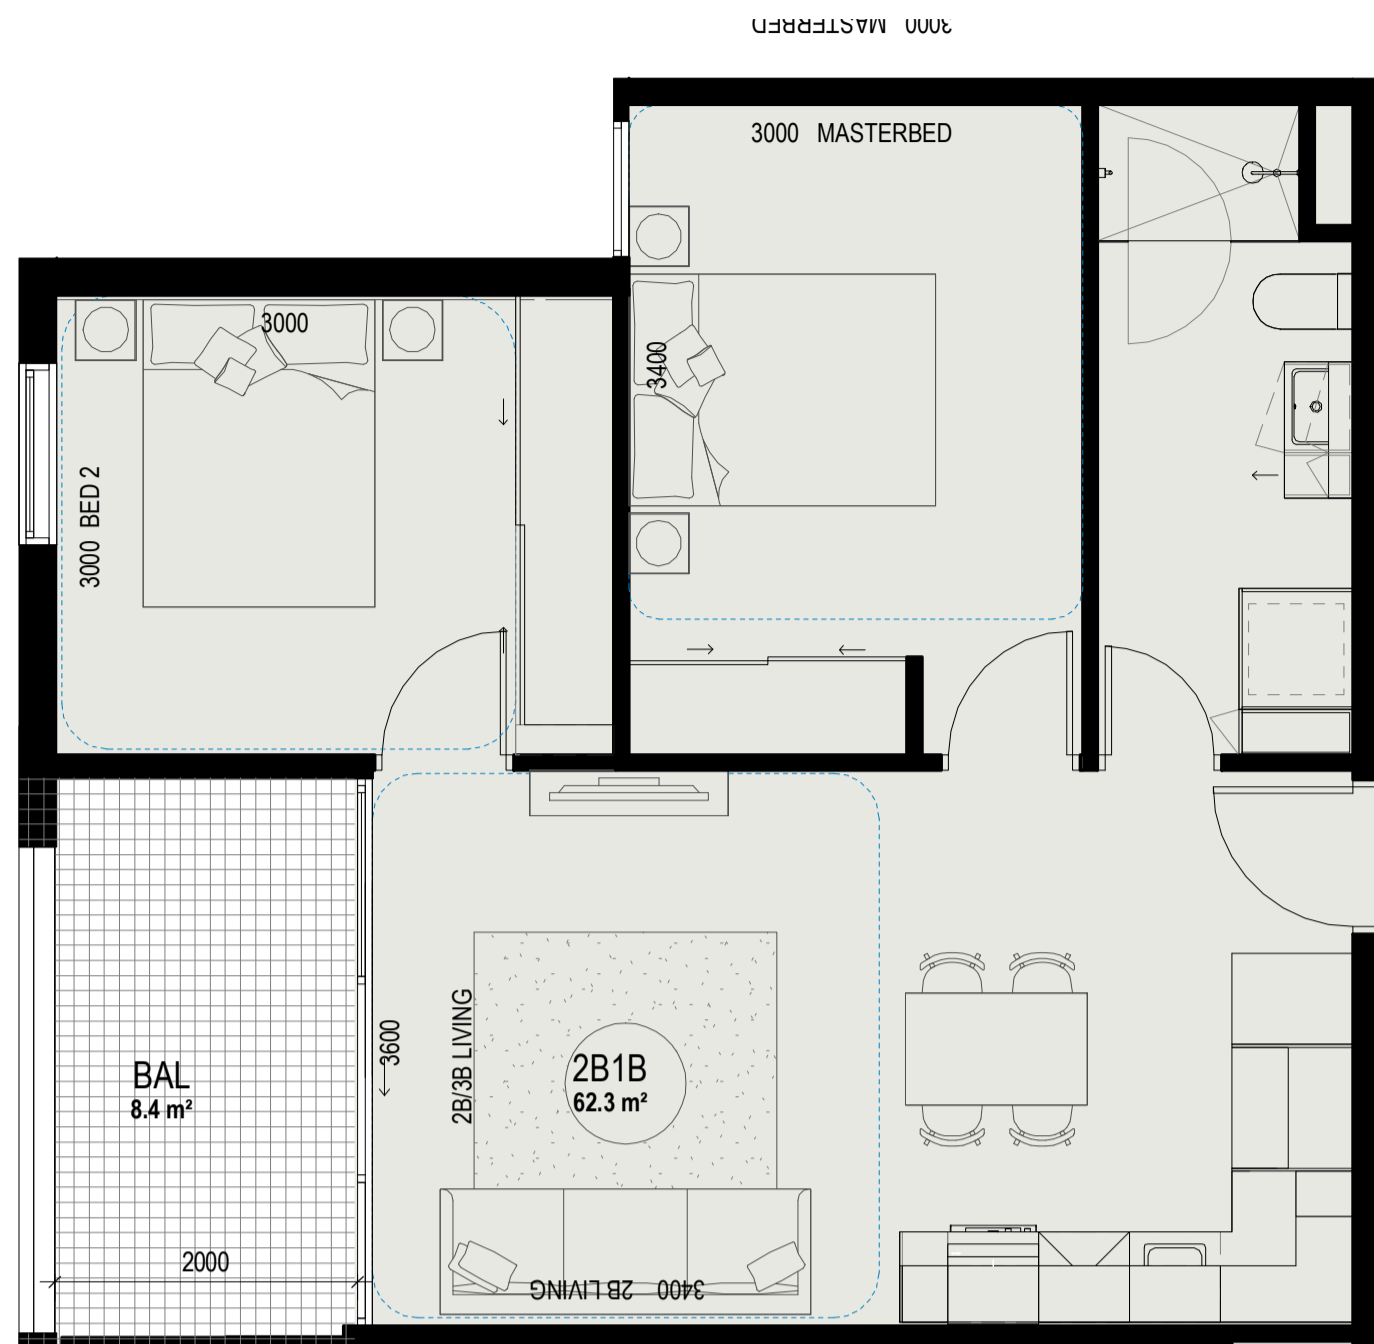 3000 MASTERBED
3000 MASTERBED
3000
3400
3000 BED 2
3600
2B/3B LIVING
2B1B
62.3 m²
BAL
8.4 m²
2000
3400 2B LIVING